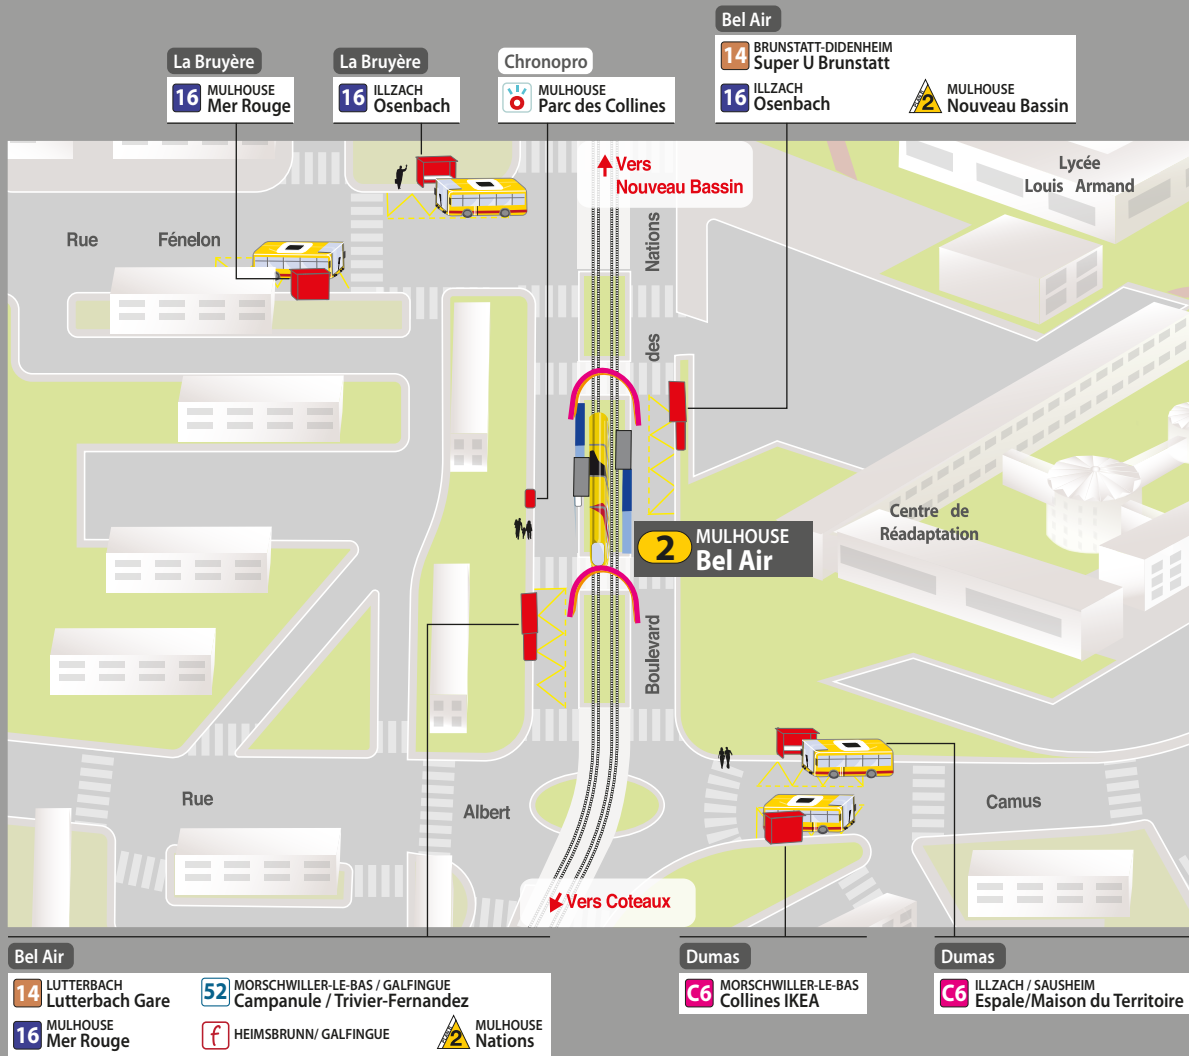 Bel Air
14 BRUNSTATT-DIDENHEIM
Super U Brunstatt
16 ILLZACH
Osenbach
2 MULHOUSE
Nouveau Bassin
La Bruyère
16 MULHOUSE
Mer Rouge
La Bruyère
16 ILLZACH
Osenbach
Chronopro
MULHOUSE
Parc des Collines
Vers
Nouveau Bassin
Lycée
Louis Armand
Rue Fénelon
Nations
des
Boulevard
Centre de
Réadaptation
2 MULHOUSE
Bel Air
Rue Albert Camus
Vers Coteaux
Bel Air
14 LUTTERBACH
Lutterbach Gare
52 MORSCHWILLER-LE-BAS / GALFINGUE
Campanule / Trivier-Fernandez
16 MULHOUSE
Mer Rouge
f HEIMSBRUNN/ GALFINGUE
2 MULHOUSE
Nations
Dumas
C6 MORSCHWILLER-LE-BAS
Collines IKEA
Dumas
C6 ILLZACH / SAUSHEIM
Espale/Maison du Territoire